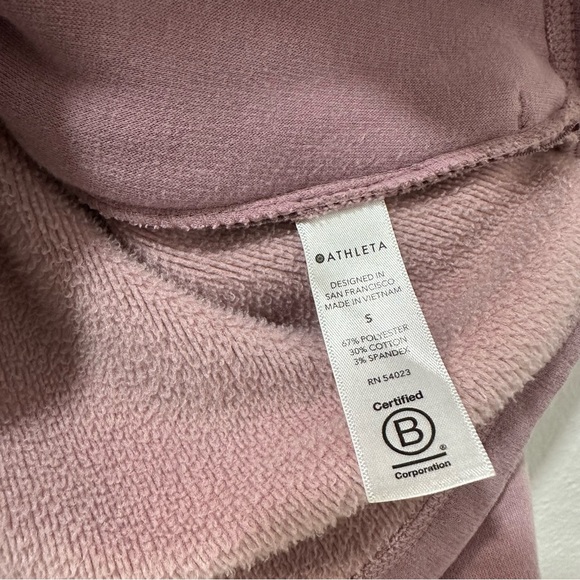 ATHLETA
DESIGNED IN
SAN FRANCISCO
MADE IN VIETNAM
S
67% POLYESTER
30% COTTON
3% SPANDEX
RN 54023
Certified
B
®
Corporation